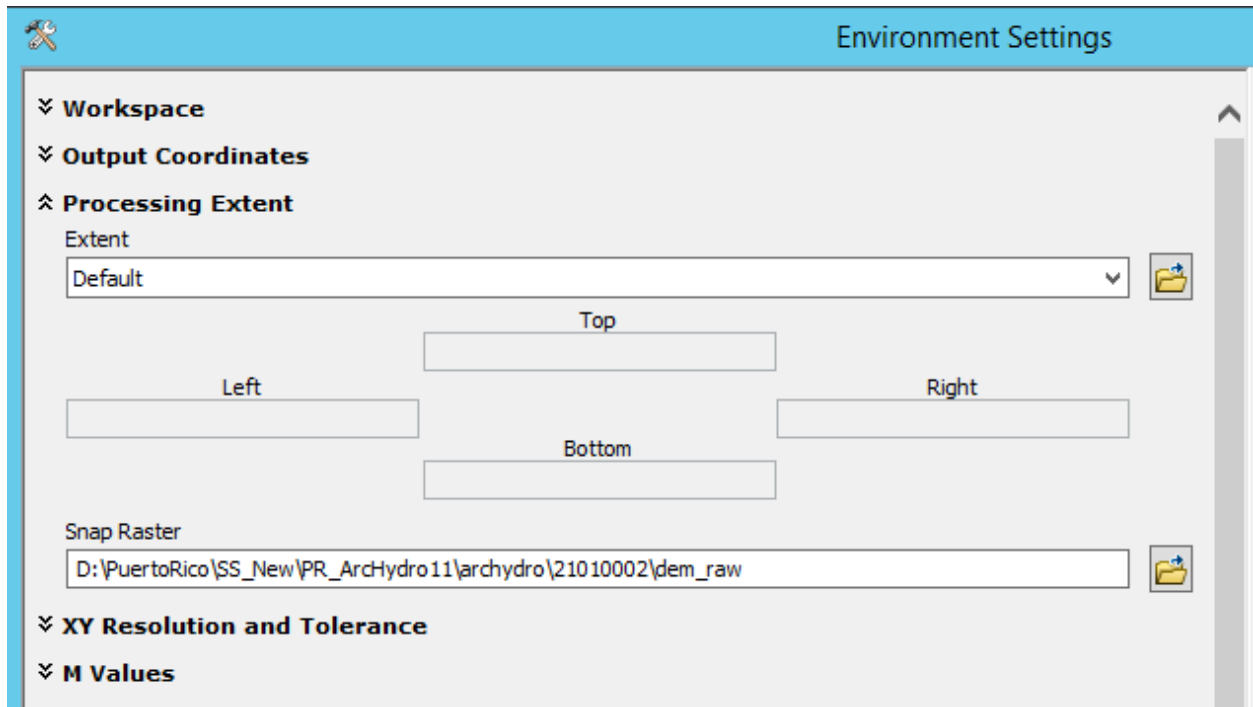 Environment Settings
Workspace
Output Coordinates
Processing Extent
Extent
Default
Top
Left Right
Bottom
Snap Raster
D:\PuertoRico\SS_New\PR_ArcHydro11\archydro\21010002\dem_raw
XY Resolution and Tolerance
M Values